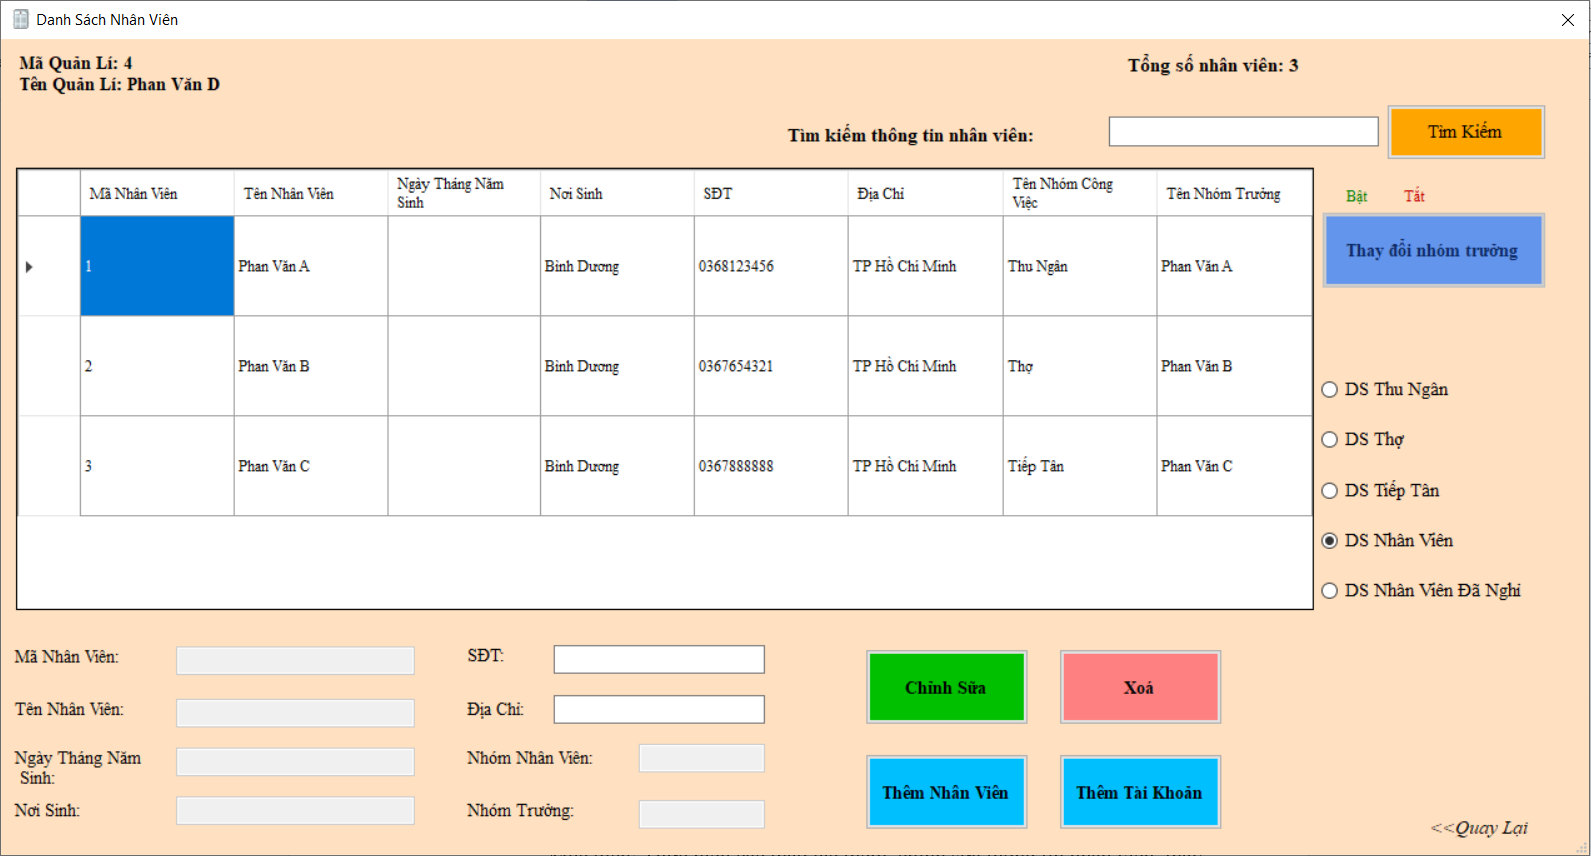 Danh Sách Nhân Viên
Mã Quản Lí: 4
Tên Quản Lí: Phan Văn D
Tổng số nhân viên: 3
Tìm kiếm thông tin nhân viên:
Tìm Kiếm
Mã Nhân Viên
Tên Nhân Viên
Ngày Tháng Năm
Sinh
Nơi Sinh
SĐT
Địa Chỉ
Tên Nhóm Công
Việc
Tên Nhóm Trưởng
1
Phan Văn A
Bình Dương
0368123456
TP Hồ Chí Minh
Thu Ngân
Phan Văn A
2
Phan Văn B
Bình Dương
0367654321
TP Hồ Chí Minh
Thợ
Phan Văn B
3
Phan Văn C
Bình Dương
0367888888
TP Hồ Chí Minh
Tiếp Tân
Phan Văn C
Bật
Tắt
Thay đổi nhóm trưởng
DS Thu Ngân
DS Thợ
DS Tiếp Tân
DS Nhân Viên
DS Nhân Viên Đã Nghỉ
Mã Nhân Viên:
Tên Nhân Viên:
Ngày Tháng Năm
Sinh:
Nơi Sinh:
SĐT:
Địa Chỉ:
Nhóm Nhân Viên:
Nhóm Trưởng:
Chỉnh Sửa
Xoá
Thêm Nhân Viên
Thêm Tài Khoản
<<Quay Lại